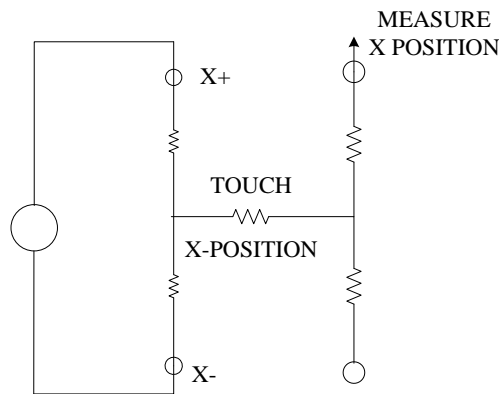 MEASURE
X POSITION
X+
TOUCH
X-POSITION
X-